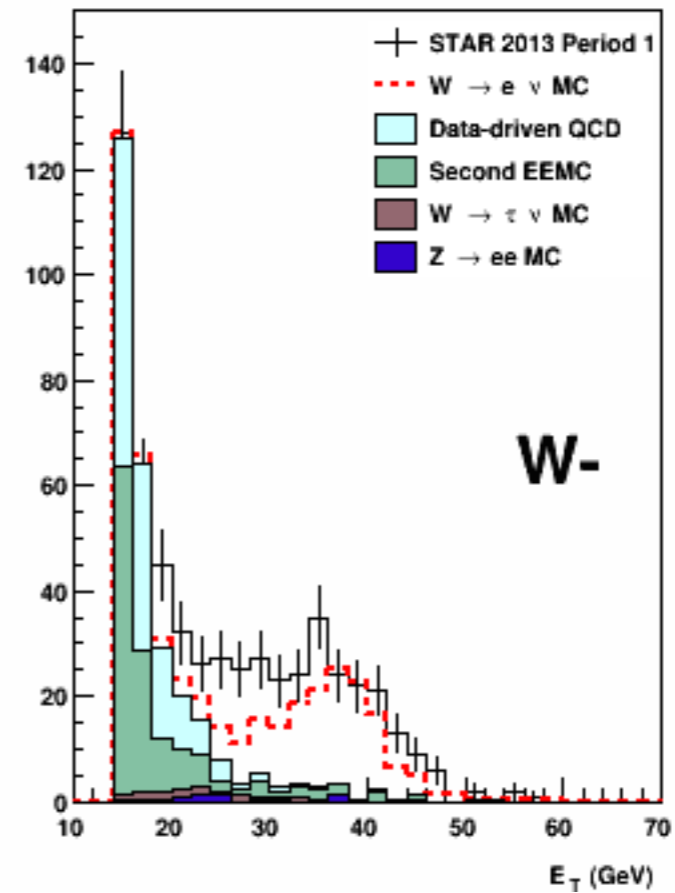 STAR 2013 Period 1
W → e ν MC
Data-driven QCD
Second EEMC
W → τ ν MC
Z → ee MC
W-
140
120
100
80
60
40
20
0
10 20 30 40 50 60 70
E_T (GeV)